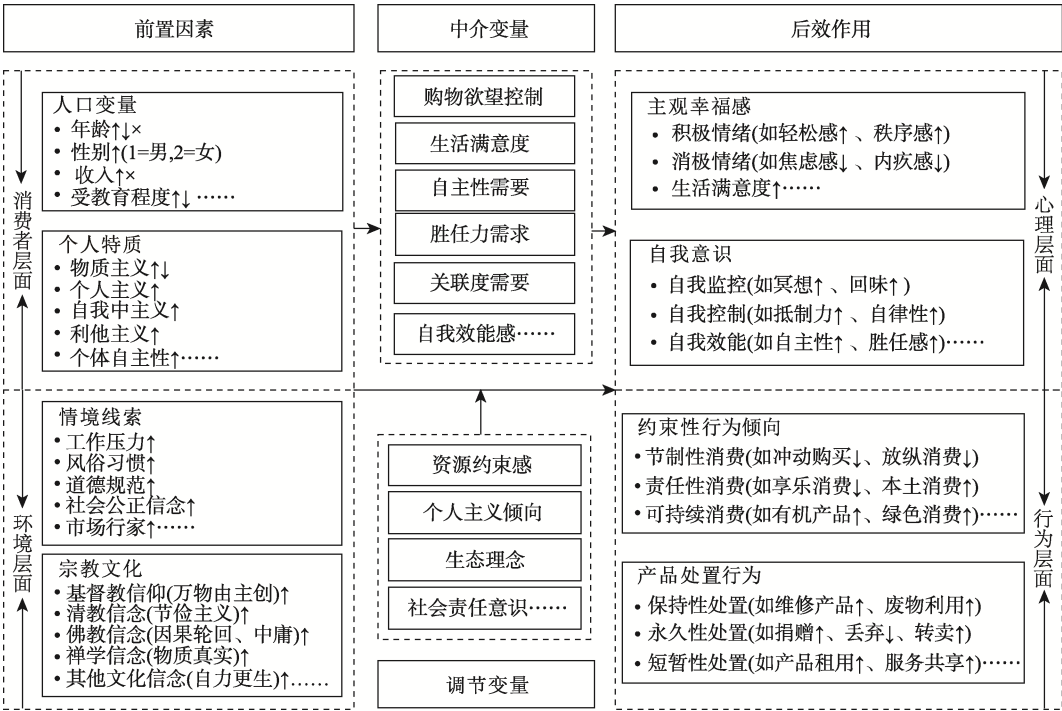 前置因素
中介变量
后效作用
消费者层面
环境层面
人口变量
• 年龄↑↓×
• 性别↑(1=男,2=女)
• 收入↑×
• 受教育程度↑↓ ……
个人特质
• 物质主义↑↓
• 个人主义↑
• 自我中主义↑
• 利他主义↑
• 个体自主性↑……
情境线索
• 工作压力↑
• 风俗习惯↑
• 道德规范↑
• 社会公正信念↑
• 市场行家↑……
宗教文化
• 基督教信仰(万物由主创)↑
• 清教信念(节俭主义)↑
• 佛教信念(因果轮回、中庸)↑
• 禅学信念(物质真实)↑
• 其他文化信念(自力更生)↑……
购物欲望控制
生活满意度
自主性需要
胜任力需求
关联度需要
自我效能感……
资源约束感
个人主义倾向
生态理念
社会责任意识……
调节变量
主观幸福感
• 积极情绪(如轻松感↑、秩序感↑)
• 消极情绪(如焦虑感↓、内疚感↓)
• 生活满意度↑……
自我意识
• 自我监控(如冥想↑、回味↑)
• 自我控制(如抵制力↑、自律性↑)
• 自我效能(如自主性↑、胜任感↑)……
约束性行为倾向
• 节制性消费(如冲动购买↓、放纵消费↓)
• 责任性消费(如享乐消费↓、本土消费↑)
• 可持续消费(如有机产品↑、绿色消费↑)……
产品处置行为
• 保持性处置(如维修产品↑、废物利用↑)
• 永久性处置(如捐赠↑、丢弃↓、转卖↑)
• 短暂性处置(如产品租用↑、服务共享↑)……
心理层面
行为层面